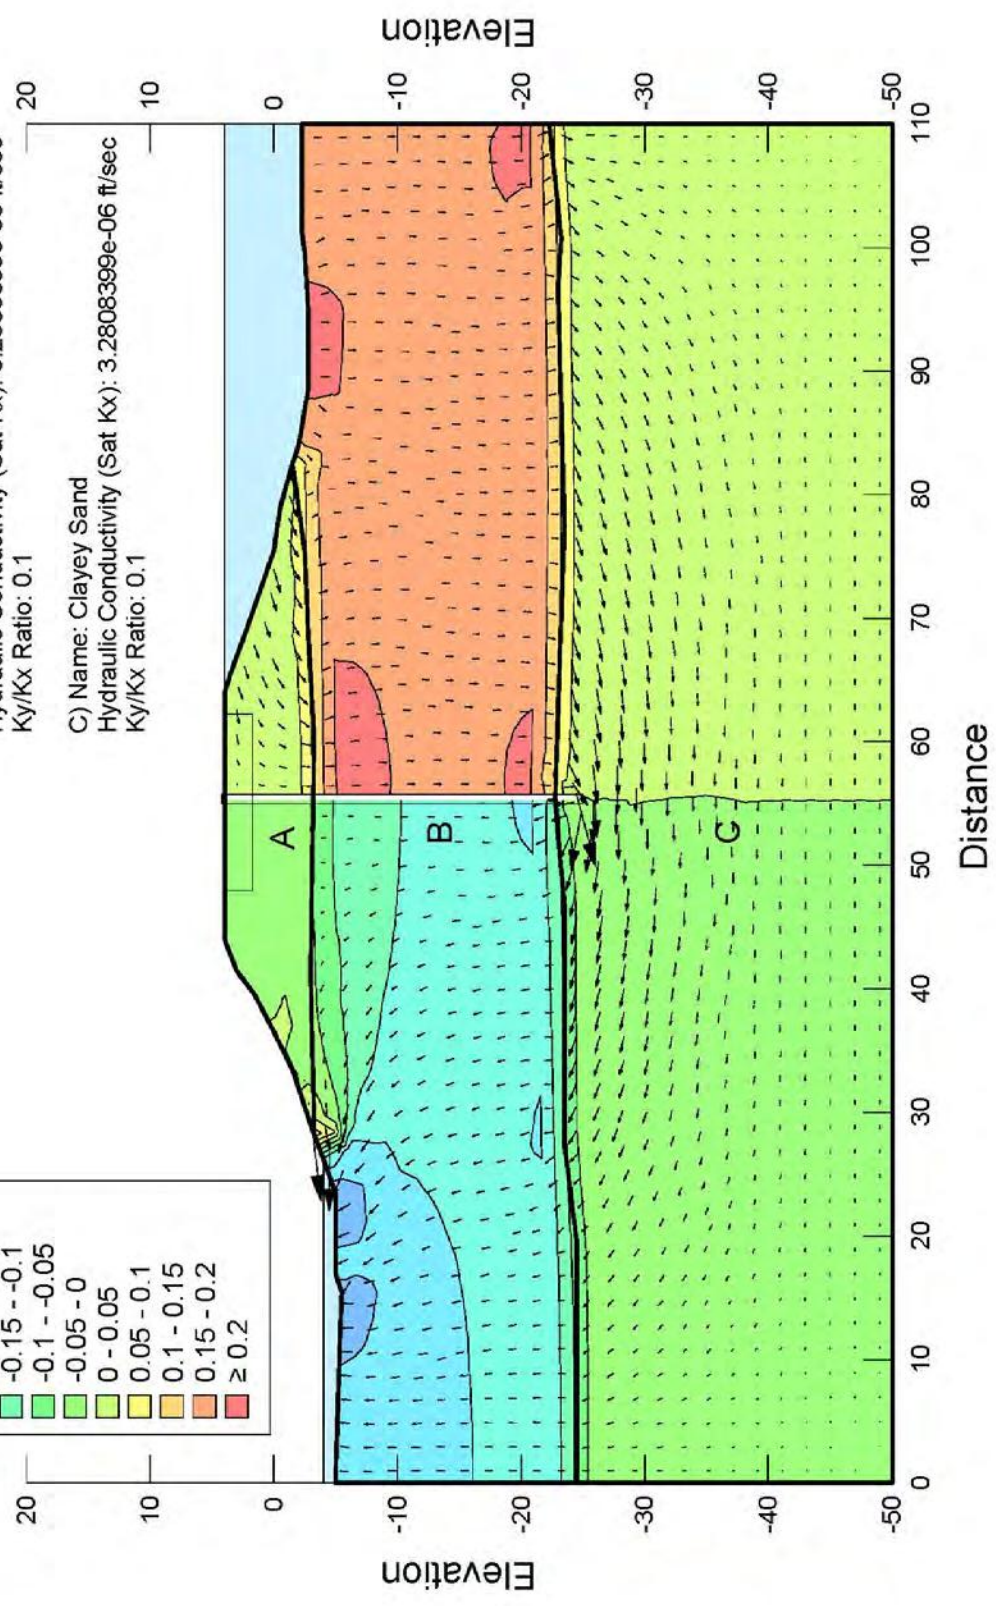 Ky/Kx Ratio: 0.1
C) Name: Clayey Sand
Hydraulic Conductivity (Sat Kx): 3.2808399e-06 ft/sec
Ky/Kx Ratio: 0.1
-0.15 - -0.1
-0.1 - -0.05
-0.05 - 0
0 - 0.05
0.05 - 0.1
0.1 - 0.15
0.15 - 0.2
≥ 0.2
Elevation
20
10
0
-10
-20
-30
-40
-50
A
B
C
20
10
0
-10
-20
-30
-40
-50
Elevation
0
10
20
30
40
50
60
70
80
90
100
110
Distance